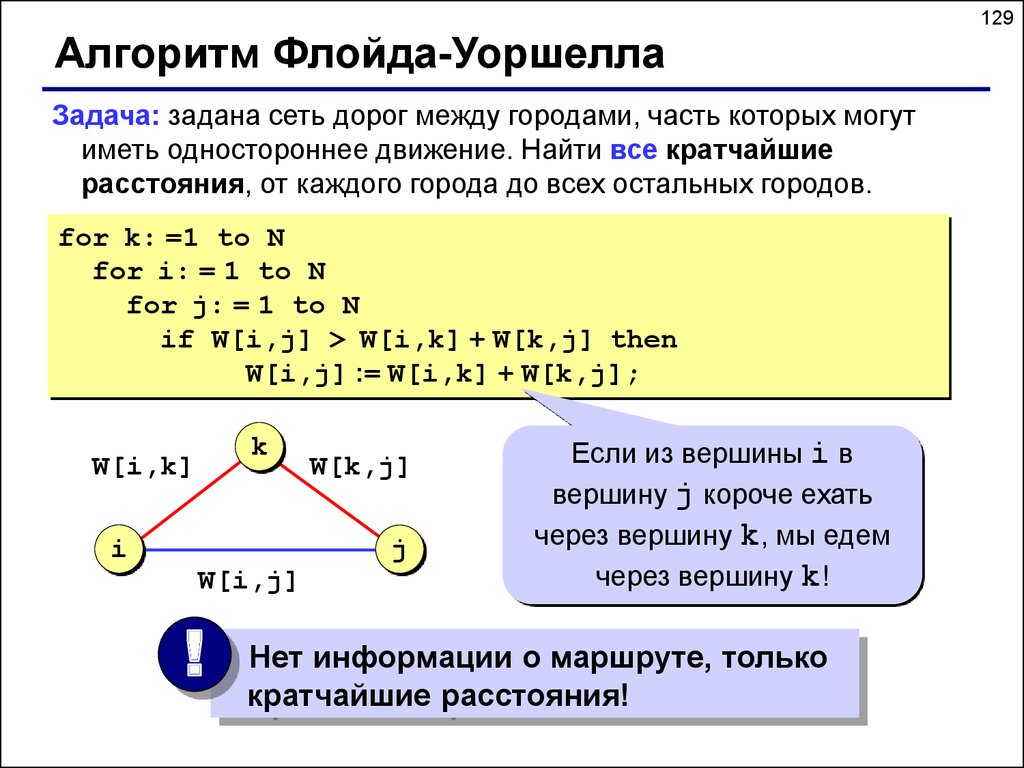 129
Алгоритм Флойда-Уоршелла
Задача: задана сеть дорог между городами, часть которых могут
иметь одностороннее движение. Найти все кратчайшие
расстояния, от каждого города до всех остальных городов.
for k: =1 to N
for i: = 1 to N
for j: = 1 to N
if W[i,j] > W[i,k] + W[k,j] then
W[i,j] := W[i,k] + W[k,j];
k
W[i,k]
W[k,j]
i
j
W[i,j]
Если из вершины i в
вершину j короче ехать
через вершину k, мы едем
через вершину k!
!
Нет информации о маршруте, только
кратчайшие расстояния!